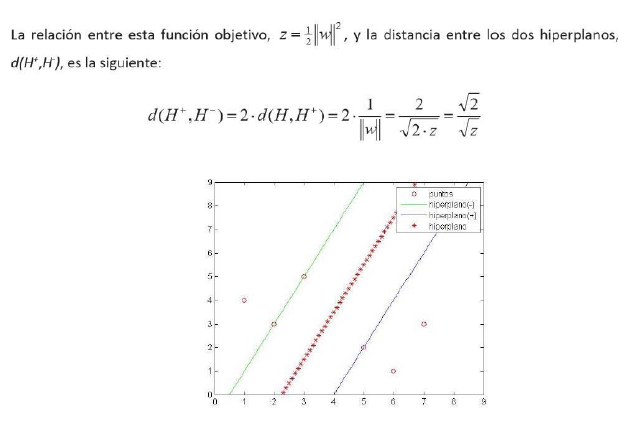 La relación entre esta función objetivo, z = ½‖w‖², y la distancia entre los dos hiperplanos,
d(H⁺,H⁻), es la siguiente:
d(H⁺,H⁻) = 2·d(H,H⁺) = 2·1/‖w‖ = 2/√(2·z) = √2/√z
puntos
hiperplano(-)
hiperplano(+)
hiperplano
9
8
7
6
5
4
3
2
1
0
0 1 2 3 4 5 6 7 8 9